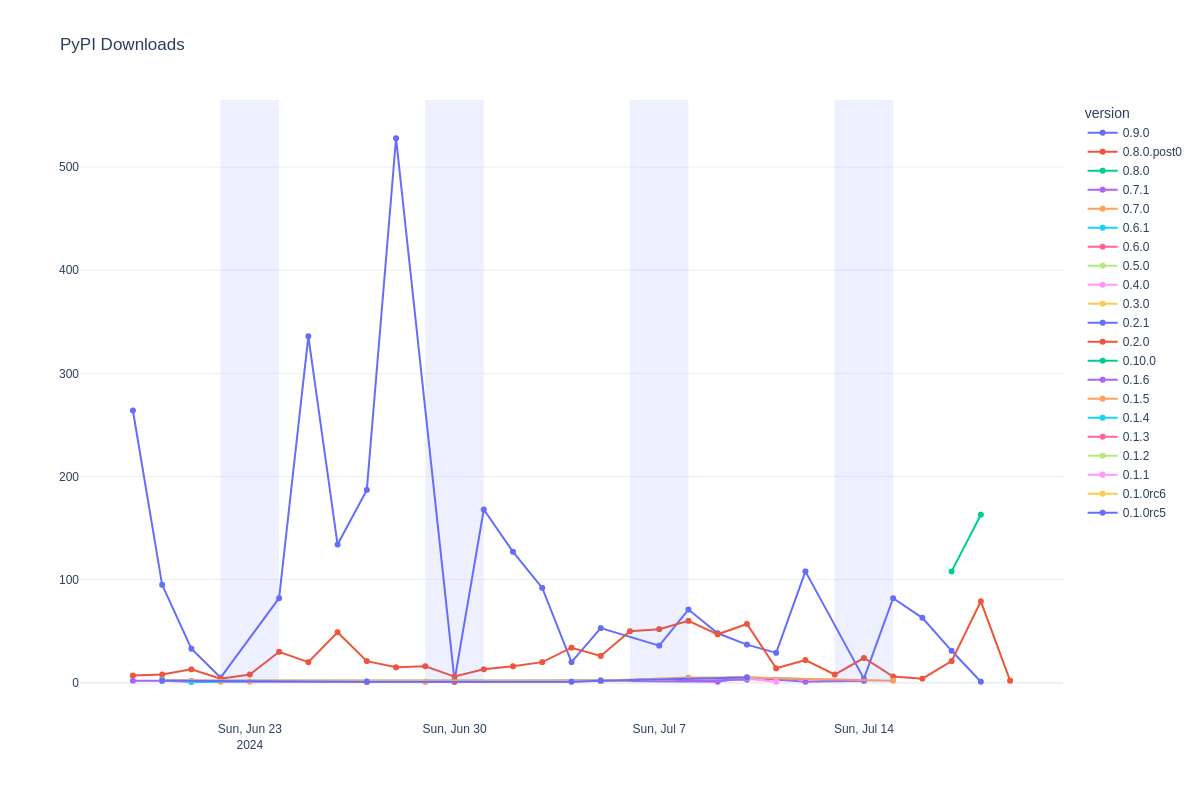 PyPI Downloads
500
400
300
200
100
0
Sun, Jun 23
2024
Sun, Jun 30
Sun, Jul 7
Sun, Jul 14
version
0.9.0
0.8.0.post0
0.8.0
0.7.1
0.7.0
0.6.1
0.6.0
0.5.0
0.4.0
0.3.0
0.2.1
0.2.0
0.10.0
0.1.6
0.1.5
0.1.4
0.1.3
0.1.2
0.1.1
0.1.0rc6
0.1.0rc5